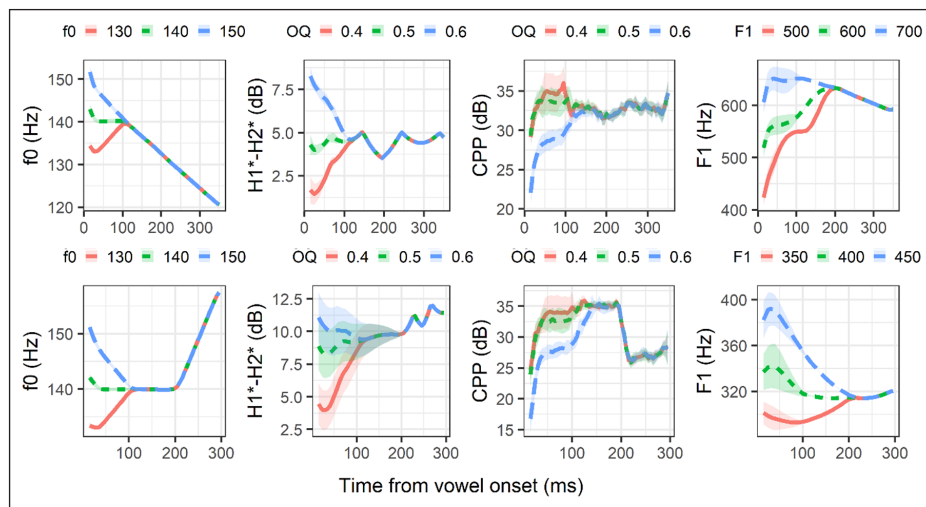 f0 130 140 150
OQ 0.4 0.5 0.6
OQ 0.4 0.5 0.6
F1 500 600 700
f0 (Hz)
150
140
130
120
0 100 200 300
H1*-H2* (dB)
7.5
5.0
2.5
0 100 200 300
CPP (dB)
35
30
25
20
0 100 200 300
F1 (Hz)
600
500
400
0 100 200 300
f0 130 140 150
OQ 0.4 0.5 0.6
OQ 0.4 0.5 0.6
F1 350 400 450
f0 (Hz)
150
140
100 200 300
H1*-H2* (dB)
12.5
10.0
7.5
5.0
2.5
100 200 300
CPP (dB)
35
30
25
20
15
100 200 300
F1 (Hz)
400
360
320
100 200 300
Time from vowel onset (ms)